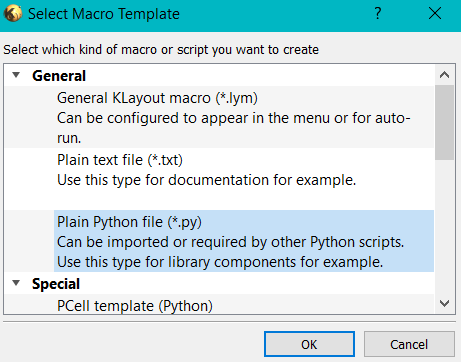 Select Macro Template
Select which kind of macro or script you want to create
General
General KLayout macro (*.lym)
Can be configured to appear in the menu or for auto-
run.
Plain text file (*.txt)
Use this type for documentation for example.
Plain Python file (*.py)
Can be imported or required by other Python scripts.
Use this type for library components for example.
Special
PCell template (Python)
OK
Cancel